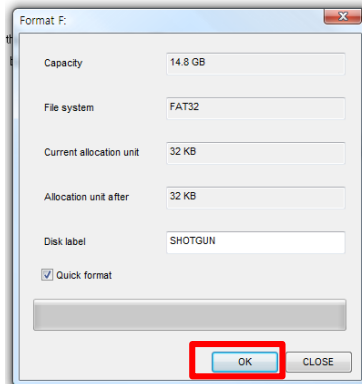 Format F:
Capacity
14.8 GB
File system
FAT32
Current allocation unit
32 KB
Allocation unit after
32 KB
Disk label
SHOTGUN
Quick format
OK
CLOSE